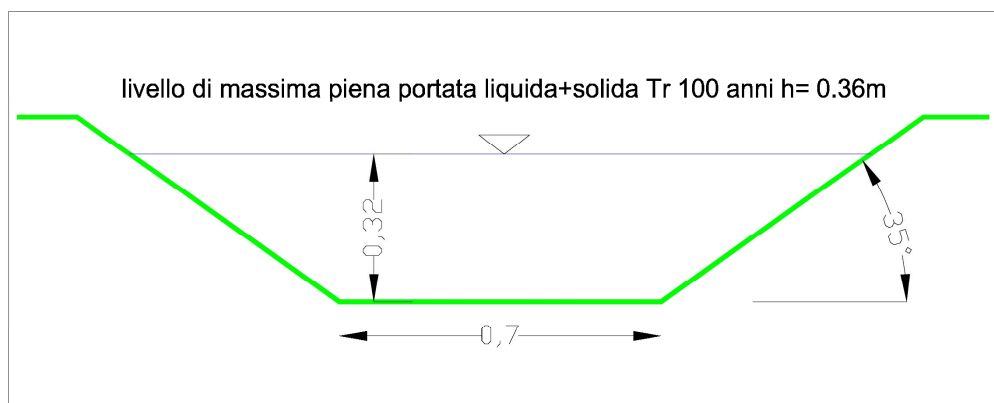 livello di massima piena portata liquida+solida Tr 100 anni h= 0.36m
0,32
35°
0,7